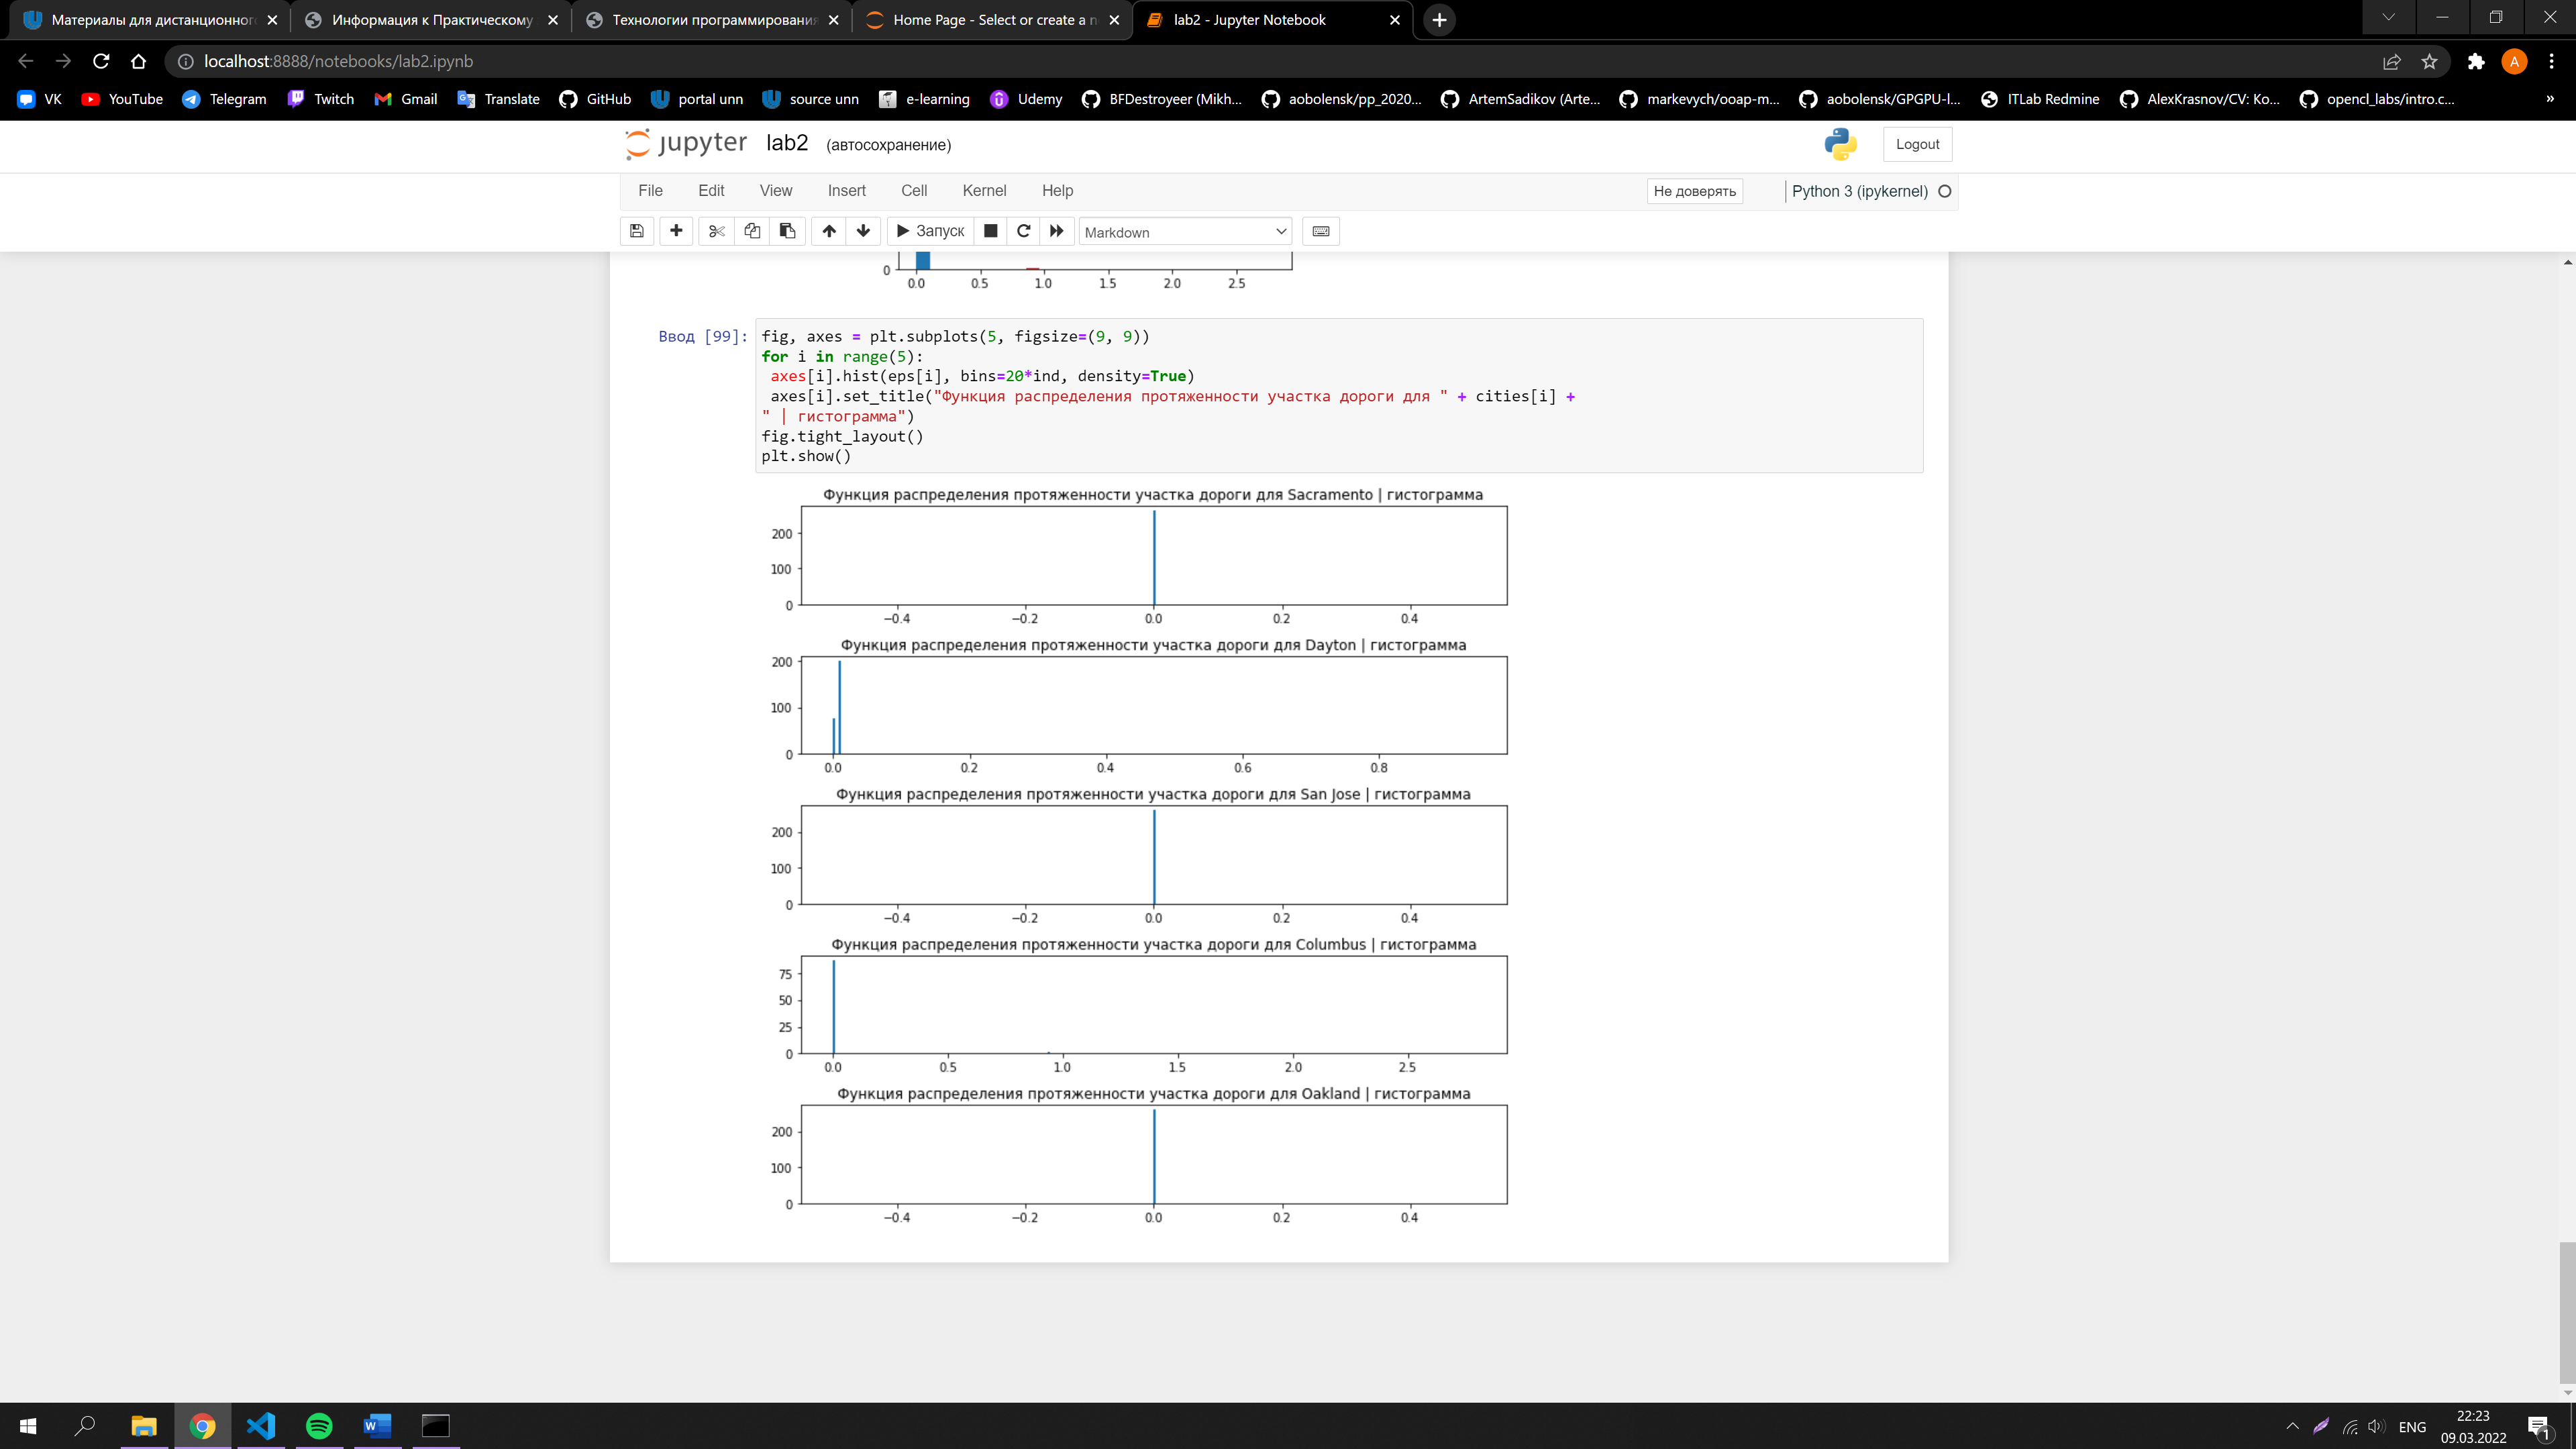 Материалы для дистанционног
Информация к Практическому
Технологии программирования
Home Page - Select or create a n
lab2 - Jupyter Notebook
localhost:8888/notebooks/lab2.ipynb
A
VK YouTube Telegram Twitch Gmail Translate GitHub portal unn source unn e-learning Udemy BFDestroyeer (Mikh... aobolensk/pp_2020... ArtemSadikov (Arte... markevych/ooap-m... aobolensk/GPGPU-l... ITLab Redmine AlexKrasnov/CV: Ko... opencl_labs/intro.c... »
jupyter lab2 (автосохранение) Logout
File Edit View Insert Cell Kernel Help Не доверять Python 3 (ipykernel)
Запуск Markdown
0
0.0 0.5 1.0 1.5 2.0 2.5
Ввод [99]: fig, axes = plt.subplots(5, figsize=(9, 9))
for i in range(5):
axes[i].hist(eps[i], bins=20*ind, density=True)
axes[i].set_title("Функция распределения протяженности участка дороги для " + cities[i] +
" | гистограмма")
fig.tight_layout()
plt.show()
Функция распределения протяженности участка дороги для Sacramento | гистограмма
200
100
0
−0.4 −0.2 0.0 0.2 0.4
Функция распределения протяженности участка дороги для Dayton | гистограмма
200
100
0
0.0 0.2 0.4 0.6 0.8
Функция распределения протяженности участка дороги для San Jose | гистограмма
200
100
0
−0.4 −0.2 0.0 0.2 0.4
Функция распределения протяженности участка дороги для Columbus | гистограмма
75
50
25
0
0.0 0.5 1.0 1.5 2.0 2.5
Функция распределения протяженности участка дороги для Oakland | гистограмма
200
100
0
−0.4 −0.2 0.0 0.2 0.4
ENG
22:23
09.03.2022
1